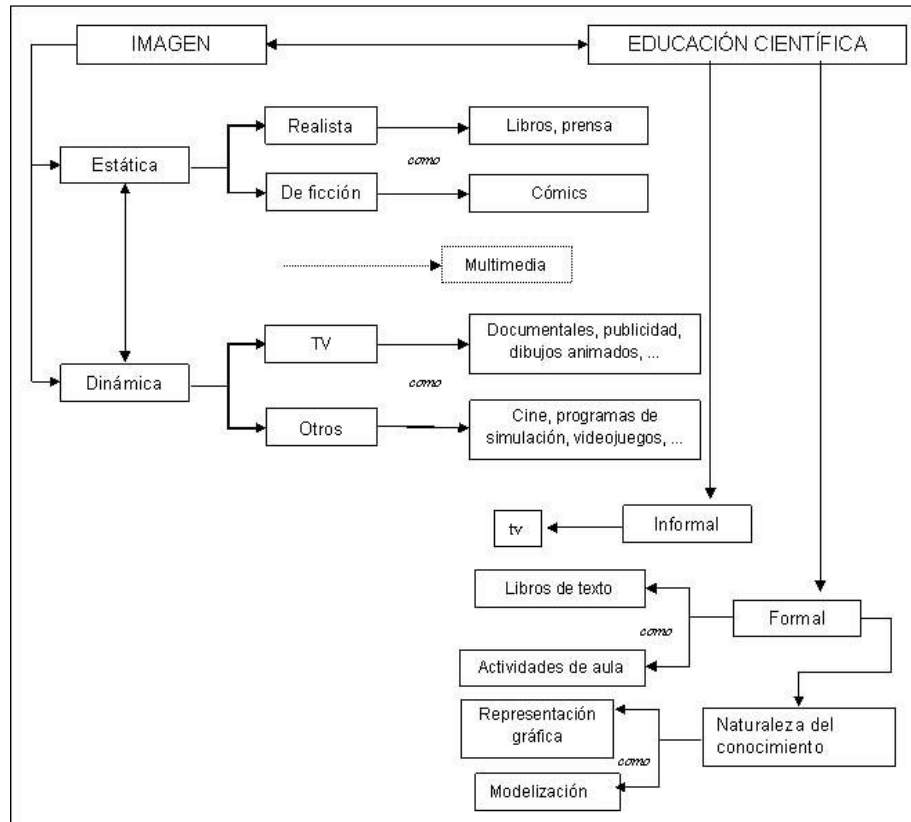 IMAGEN
EDUCACIÓN CIENTÍFICA
Realista
Libros, prensa
como
Estática
De ficción
Cómics
Multimedia
TV
Documentales, publicidad,
dibujos animados, ...
como
Dinámica
Otros
Cine, programas de
simulación, videojuegos, ...
tv
Informal
Libros de texto
Formal
como
Actividades de aula
Representación
gráfica
Naturaleza del
conocimiento
como
Modelización